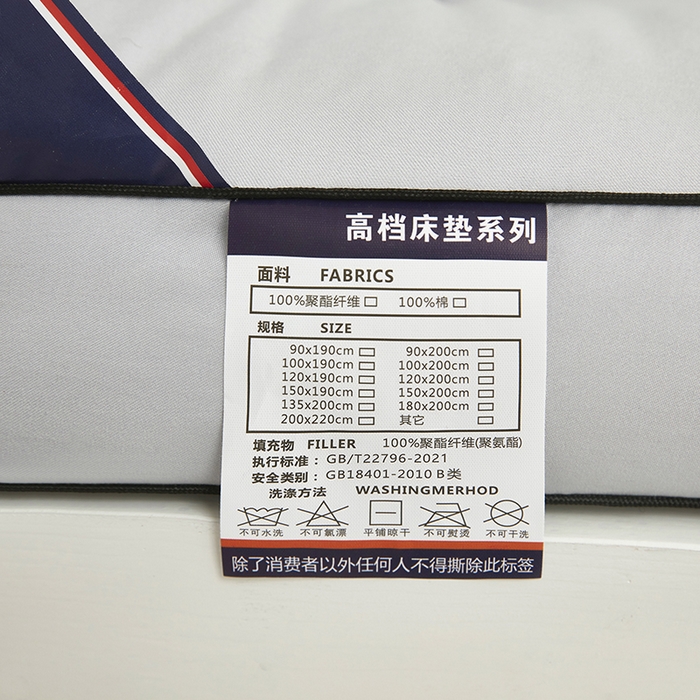 高档床垫系列
面料 FABRICS
100%聚酯纤维 100%棉
规格 SIZE
90x190cm 90x200cm
100x190cm 100x200cm
120x190cm 120x200cm
150x190cm 150x200cm
135x200cm 180x200cm
200x220cm 其它
填充物 FILLER 100%聚酯纤维(聚氨酯)
执行标准：GB/T22796-2021
安全类别：GB18401-2010 B类
洗涤方法 WASHINGMERHOD
不可水洗 不可氯漂 平铺晾干 不可熨烫 不可干洗
除了消费者以外任何人不得撕除此标签